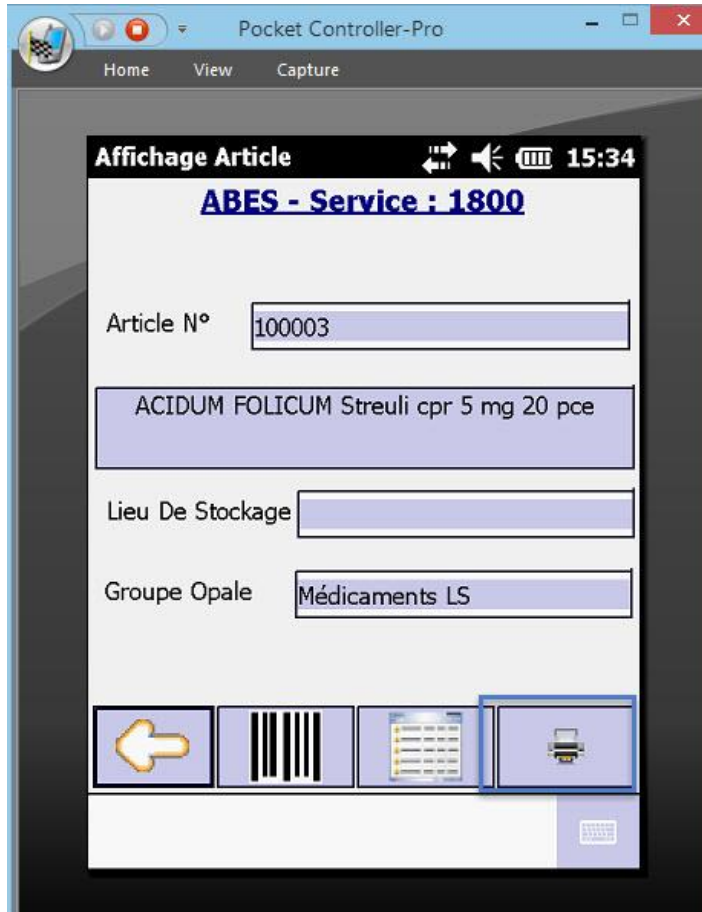 Pocket Controller-Pro
Home View Capture
Affichage Article 15:34
ABES - Service : 1800
Article N° 100003
ACIDUM FOLICUM Streuli cpr 5 mg 20 pce
Lieu De Stockage
Groupe Opale Médicaments LS